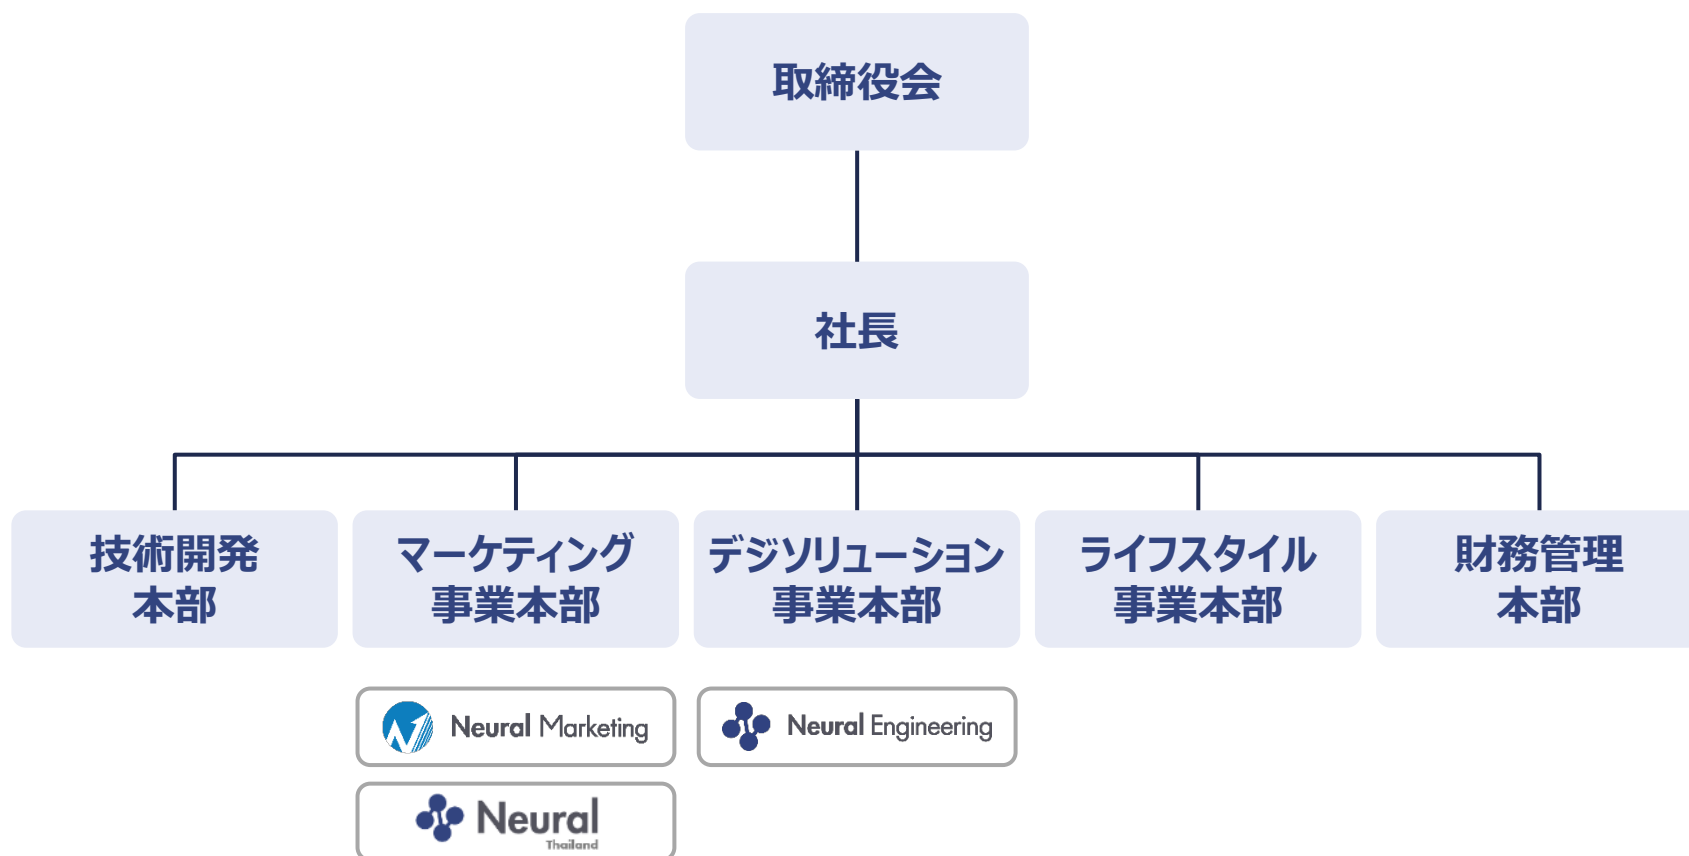 取締役会
社長
技術開発
本部
マーケティング
事業本部
デジソリューション
事業本部
ライフスタイル
事業本部
財務管理
本部
Neural Marketing
Neural Engineering
Neural
Thailand